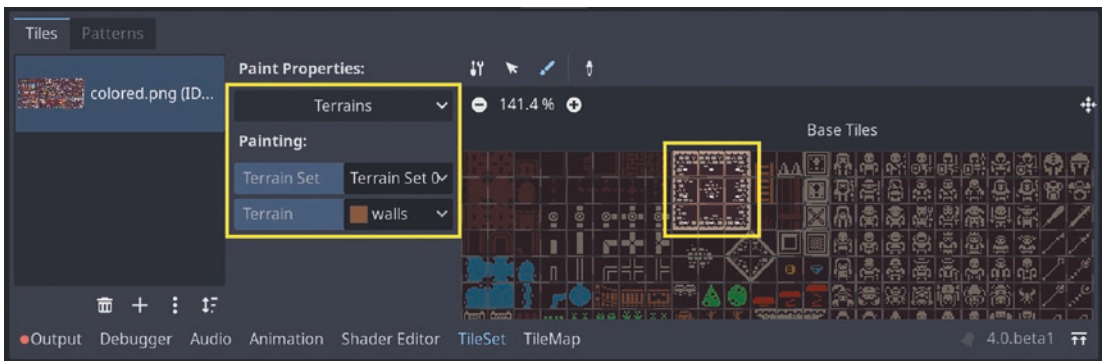 Tiles Patterns
colored.png (ID...
Paint Properties:
Terrains
Painting:
Terrain Set Terrain Set 0
Terrain walls
141.4 %
Base Tiles
Output Debugger Audio Animation Shader Editor TileSet TileMap 4.0.beta1